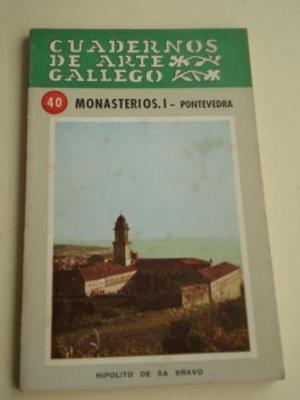 CUADERNOS
DE ARTE
GALLEGO
40 MONASTERIOS. I - PONTEVEDRA
HIPOLITO DE SA BRAVO